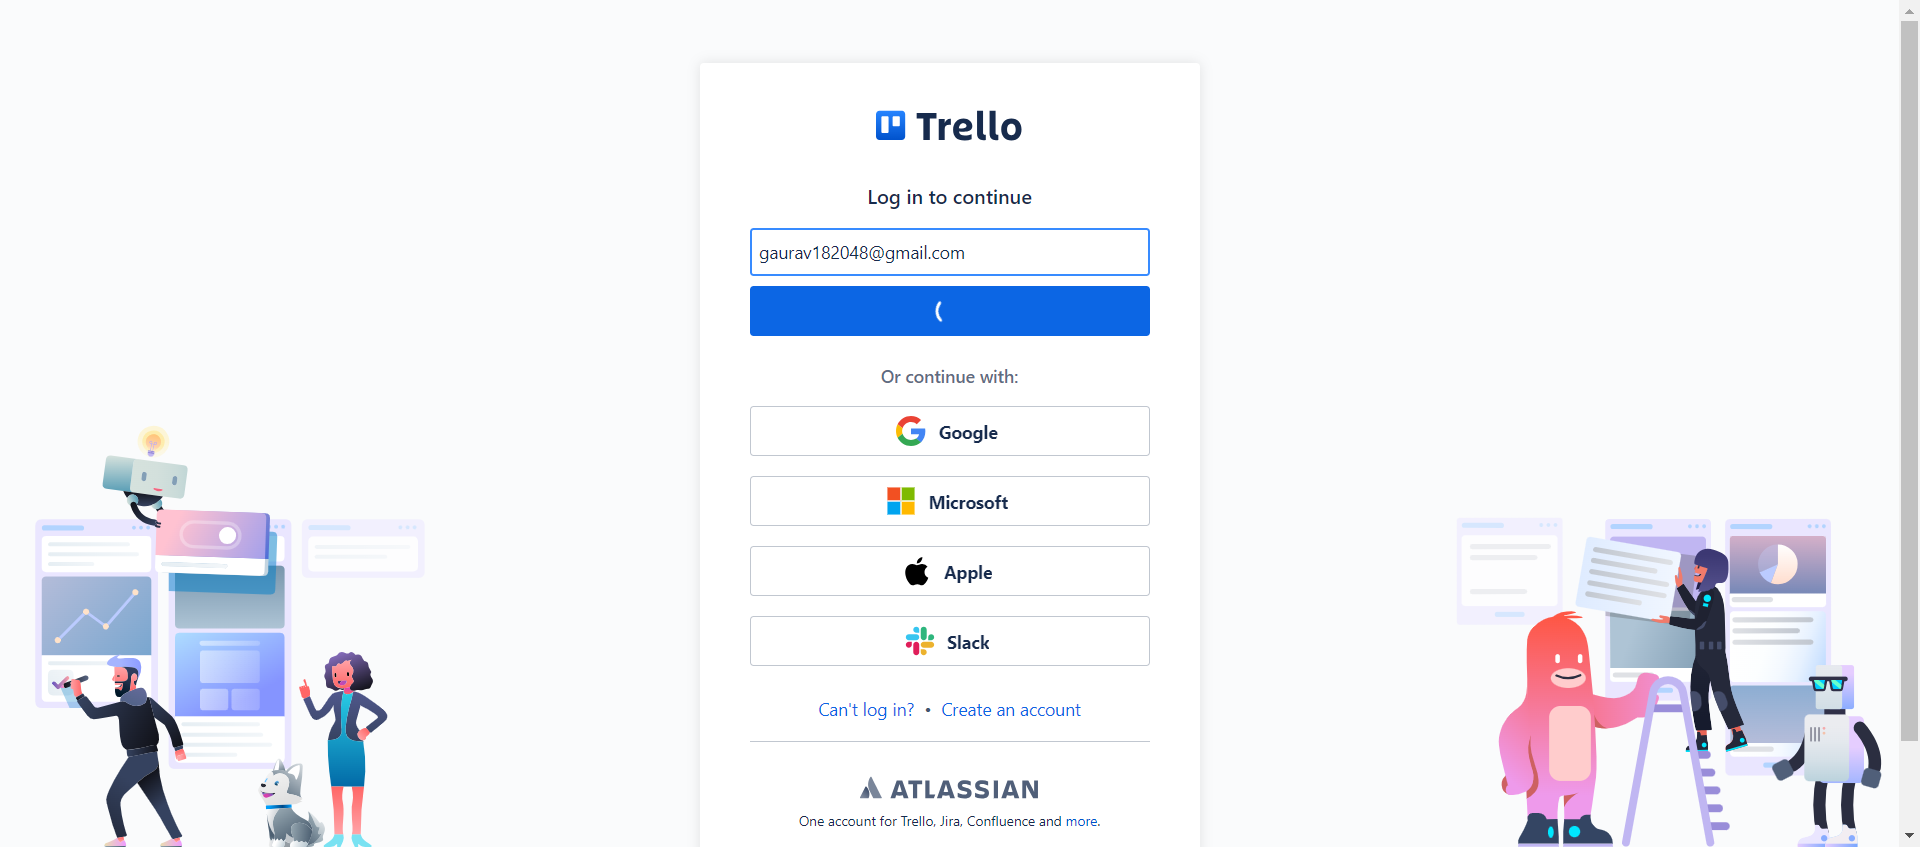 Trello
Log in to continue
gaurav182048@gmail.com
Or continue with:
Google
Microsoft
Apple
Slack
Can't log in? • Create an account
ATLASSIAN
One account for Trello, Jira, Confluence and more.